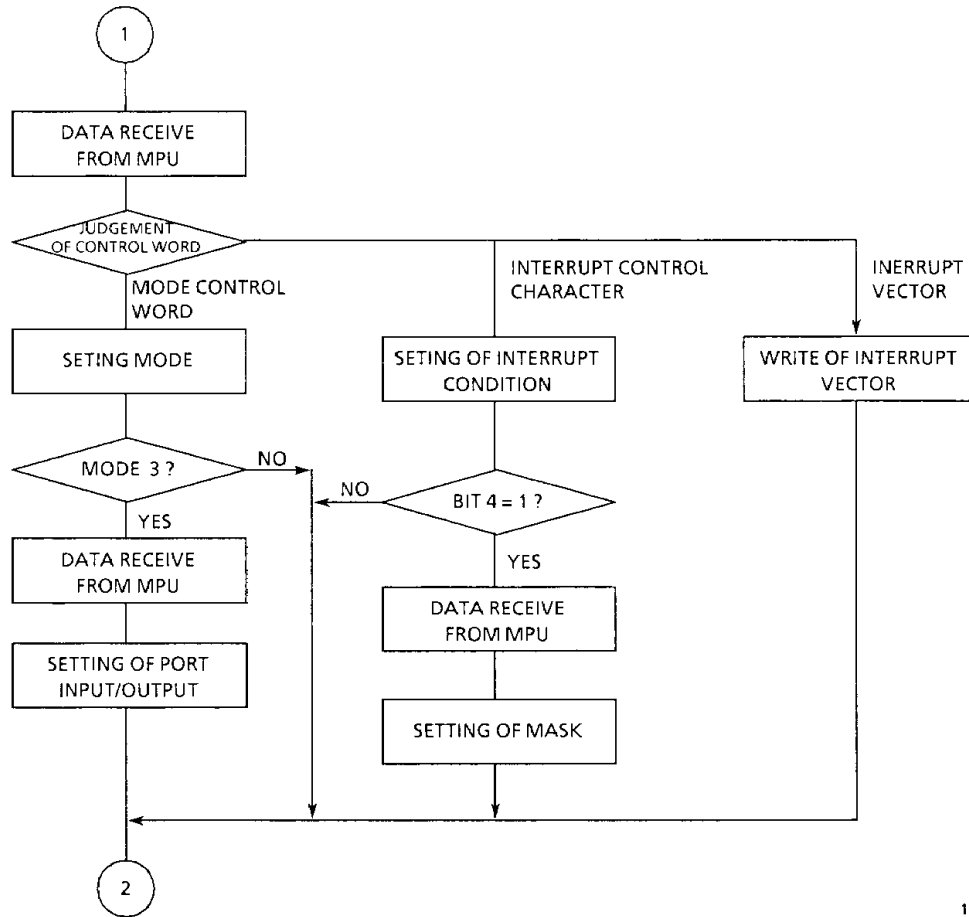 1
DATA RECEIVE
FROM MPU
JUDGEMENT
OF CONTROL WORD
MODE CONTROL
WORD
INTERRUPT CONTROL
CHARACTER
INERRUPT
VECTOR
SETING MODE
SETING OF INTERRUPT
CONDITION
WRITE OF INTERRUPT
VECTOR
MODE 3 ?
NO
YES
NO
BIT 4 = 1 ?
YES
DATA RECEIVE
FROM MPU
DATA RECEIVE
FROM MPU
SETTING OF PORT
INPUT/OUTPUT
SETTING OF MASK
2
1